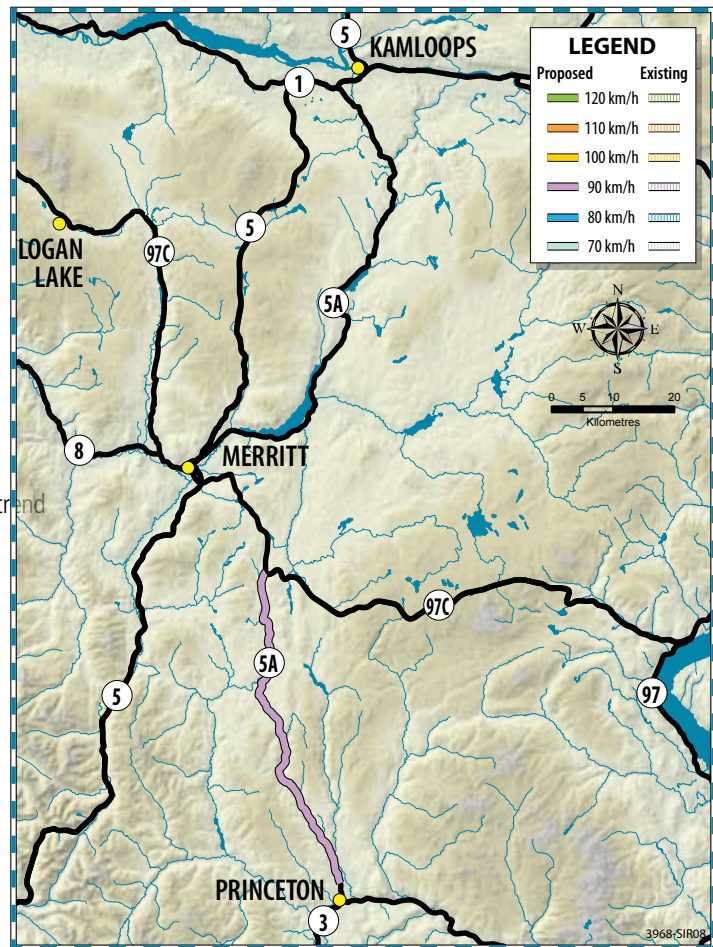 5
KAMLOOPS
LEGEND
Proposed Existing
120 km/h
110 km/h
100 km/h
90 km/h
80 km/h
70 km/h
1
LOGAN
LAKE
97C
5
5A
N
W E
S
0 5 10 20
Kilometres
8
MERRITT
trend
97C
5A
5
97
PRINCETON
3
3968-SIR08